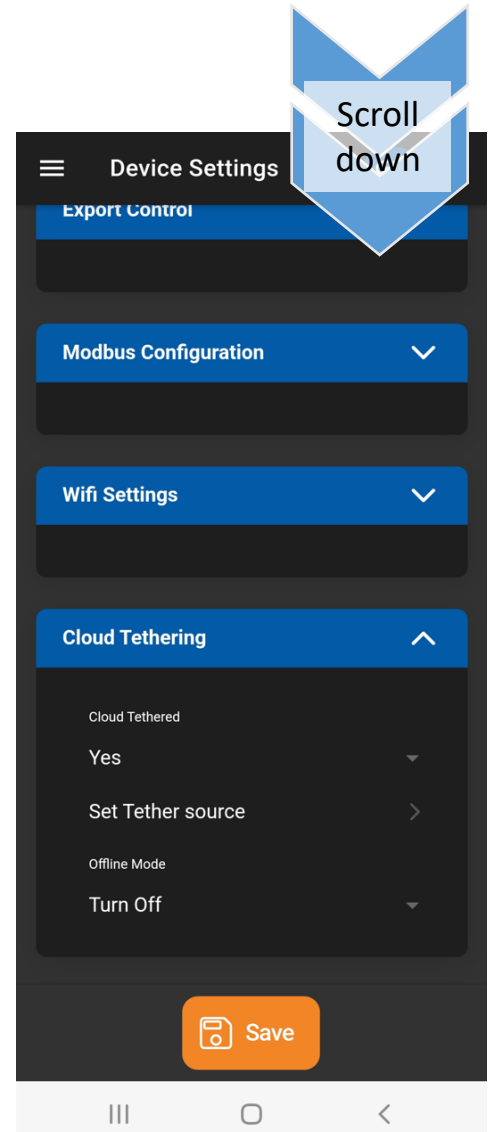 Scroll
down
Device Settings
Export Control
Modbus Configuration
Wifi Settings
Cloud Tethering
Cloud Tethered
Yes
Set Tether source
Offline Mode
Turn Off
Save